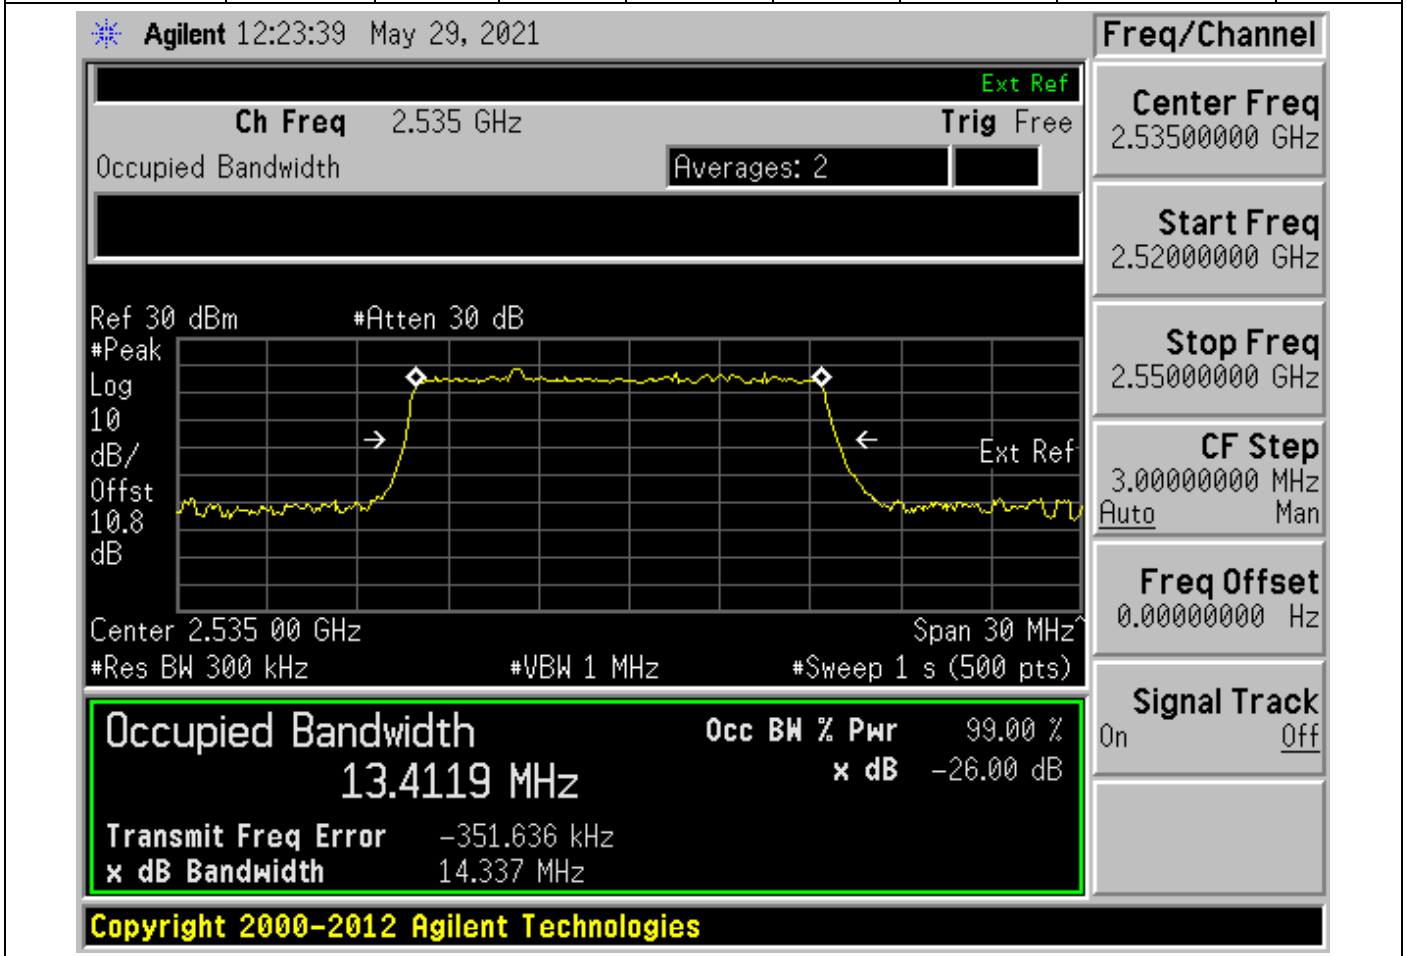 Agilent 12:23:39 May 29, 2021
Freq/Channel
Ext Ref
Ch Freq 2.535 GHz Trig Free
Occupied Bandwidth Averages: 2
Center Freq
2.53500000 GHz
Start Freq
2.52000000 GHz
Stop Freq
2.55000000 GHz
CF Step
3.00000000 MHz
Auto Man
Freq Offset
0.00000000 Hz
Signal Track
On Off
Ref 30 dBm #Atten 30 dB
#Peak
Log
10
dB/
Offst
10.8
dB
Ext Ref
Center 2.535 00 GHz Span 30 MHz^
#Res BW 300 kHz #VBW 1 MHz #Sweep 1 s (500 pts)
Occupied Bandwidth Occ BW % Pwr 99.00 %
13.4119 MHz x dB -26.00 dB
Transmit Freq Error -351.636 kHz
x dB Bandwidth 14.337 MHz
Copyright 2000-2012 Agilent Technologies